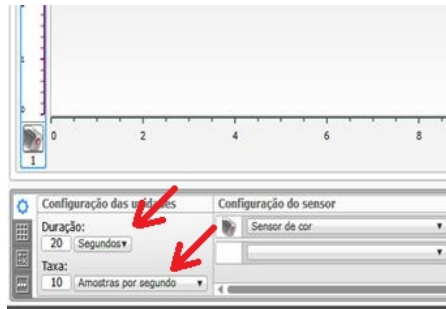 0 2 4 6 8
1
Configuração das unidades Configuração do sensor
Duração:
20 Segundos
Sensor de cor
Taxa:
10 Amostras por segundo